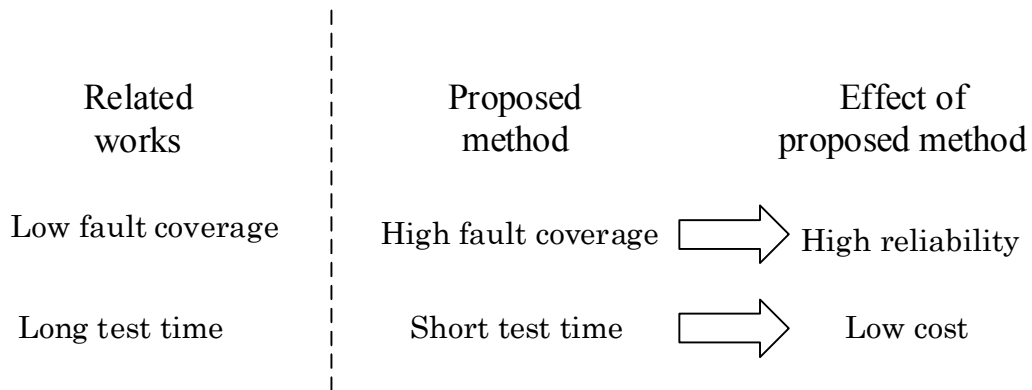 Related
works
Proposed
method
Effect of
proposed method
Low fault coverage
High fault coverage
High reliability
Long test time
Short test time
Low cost